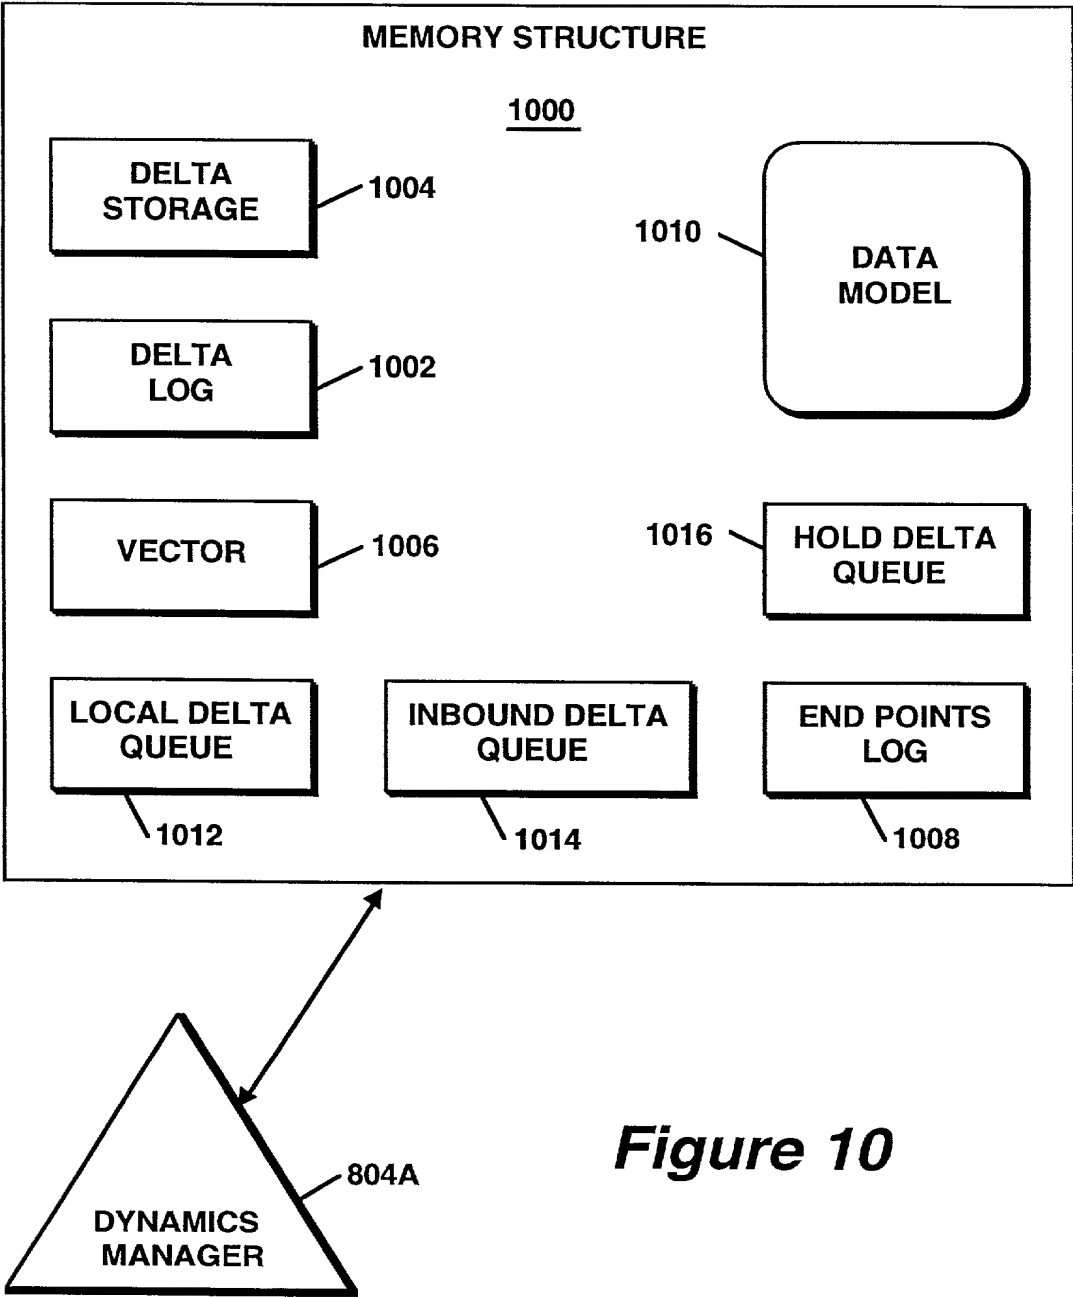 MEMORY STRUCTURE
1000
DELTA
STORAGE
1004
1010
DATA
MODEL
DELTA
LOG
1002
VECTOR
1006
1016
HOLD DELTA
QUEUE
LOCAL DELTA
QUEUE
1012
INBOUND DELTA
QUEUE
1014
END POINTS
LOG
1008
804A
DYNAMICS
MANAGER
Figure 10